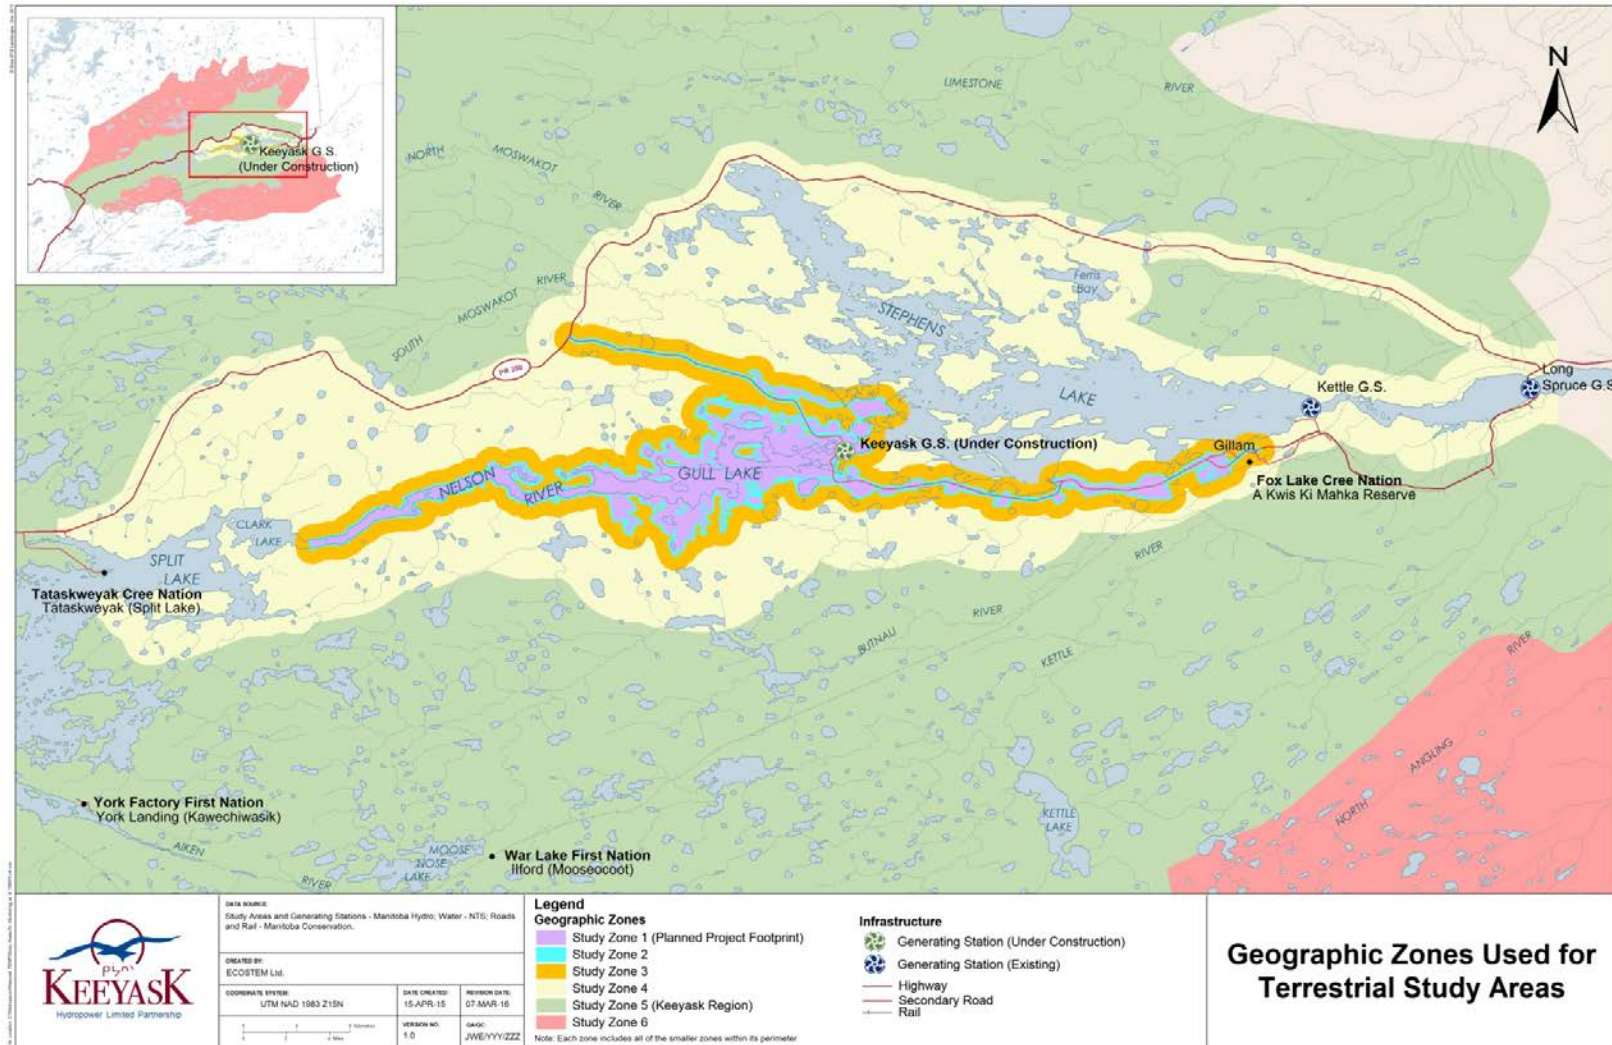 Keeyask G.S.
(Under Construction)
N
LIMESTONE
RIVER
NORTH
MOSWAKOT
RIVER
SOUTH
MOSWAKOT
RIVER
PR 280
Ferris
Bay
STEPHENS
LAKE
Long
Spruce G.S
Kettle G.S.
Keeyask G.S. (Under Construction)
Gillam
Fox Lake Cree Nation
A Kwis Ki Mahka Reserve
NELSON
RIVER
GULL LAKE
CLARK
LAKE
SPLIT
LAKE
Tataskweyak Cree Nation
Tataskweyak (Split Lake)
RIVER
BUTNAU
RIVER
KETTLE
RIVER
ANGLING
NORTH
KETTLE
LAKE
York Factory First Nation
York Landing (Kawechiwasik)
AIKEN
RIVER
MOOSE
NOSE
LAKE
War Lake First Nation
Ilford (Mooseocoot)
KEEYASK
Hydropower Limited Partnership
DATA SOURCE:
Study Areas and Generating Stations - Manitoba Hydro; Water - NTS; Roads
and Rail - Manitoba Conservation.
CREATED BY:
ECOSTEM Ltd.
COORDINATE SYSTEM:
UTM NAD 1983 Z15N
DATE CREATED:
15-APR-15
REVISION DATE:
07-MAR-16
VERSION NO:
1.0
QA/QC:
JWE/YYY/ZZZ
Legend
Geographic Zones
Study Zone 1 (Planned Project Footprint)
Study Zone 2
Study Zone 3
Study Zone 4
Study Zone 5 (Keeyask Region)
Study Zone 6
Note: Each zone includes all of the smaller zones within its perimeter
Infrastructure
Generating Station (Under Construction)
Generating Station (Existing)
Highway
Secondary Road
Rail
Geographic Zones Used for
Terrestrial Study Areas